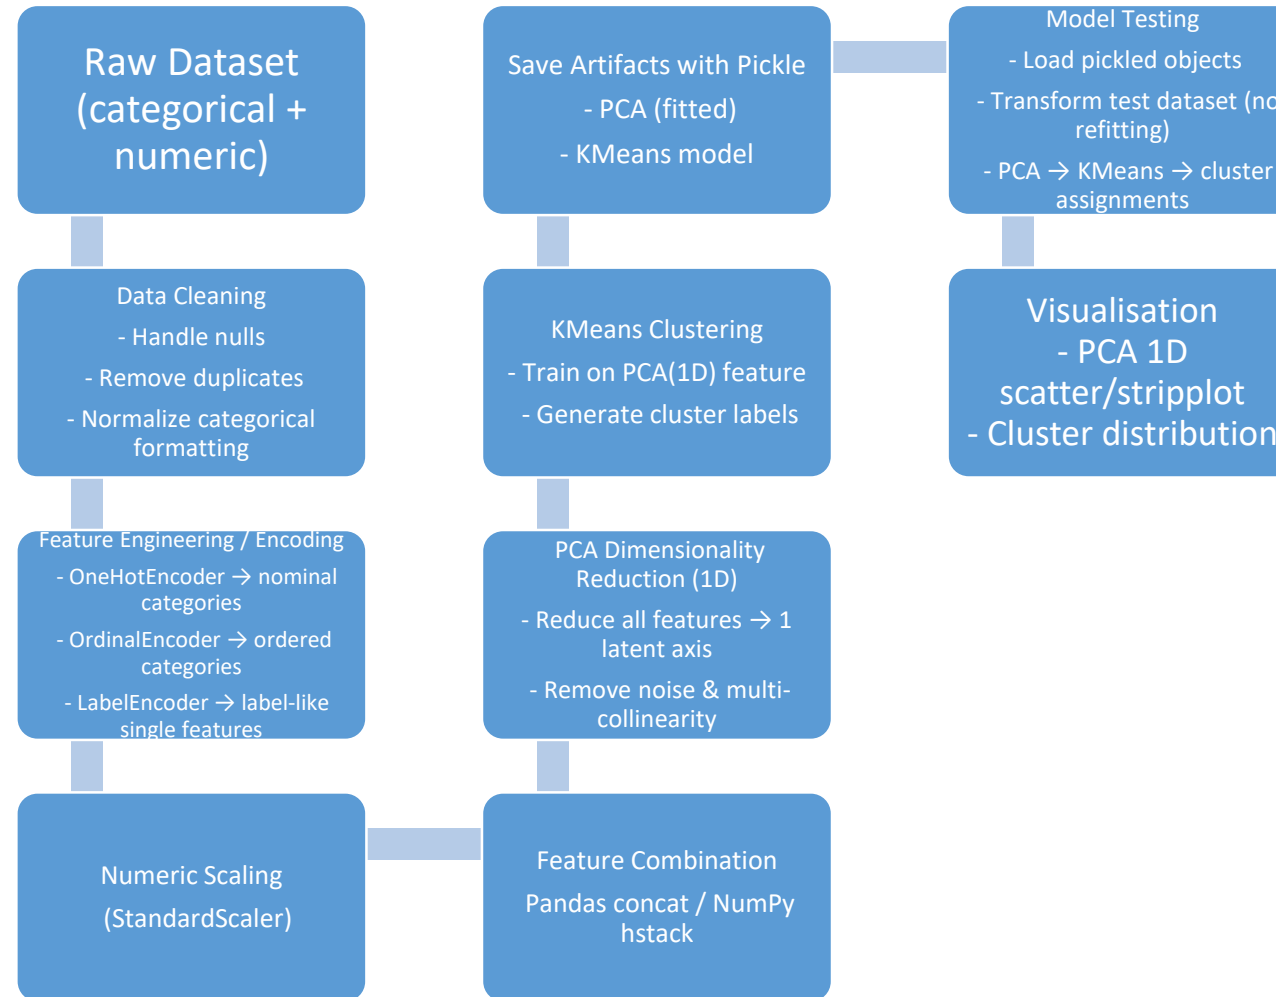 Raw Dataset
(categorical +
numeric)
Data Cleaning
- Handle nulls
- Remove duplicates
- Normalize categorical
formatting
Feature Engineering / Encoding
- OneHotEncoder → nominal
categories
- OrdinalEncoder → ordered
categories
- LabelEncoder → label-like
single features
Numeric Scaling
(StandardScaler)
Feature Combination
Pandas concat / NumPy
hstack
PCA Dimensionality
Reduction (1D)
- Reduce all features → 1
latent axis
- Remove noise & multi-
collinearity
KMeans Clustering
- Train on PCA(1D) feature
- Generate cluster labels
Save Artifacts with Pickle
- PCA (fitted)
- KMeans model
Model Testing
- Load pickled objects
- Transform test dataset (no
refitting)
- PCA → KMeans → cluster
assignments
Visualisation
- PCA 1D
scatter/stripplot
- Cluster distribution